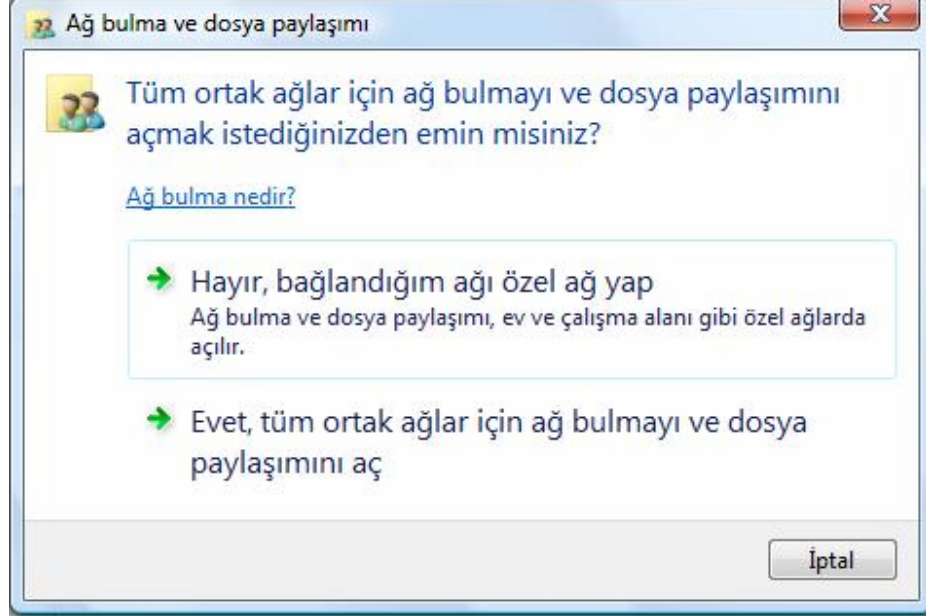 Ağ bulma ve dosya paylaşımı
Tüm ortak ağlar için ağ bulmayı ve dosya paylaşımını
açmak istediğinizden emin misiniz?
Ağ bulma nedir?
Hayır, bağlandığım ağı özel ağ yap
Ağ bulma ve dosya paylaşımı, ev ve çalışma alanı gibi özel ağlarda
açılır.
Evet, tüm ortak ağlar için ağ bulmayı ve dosya
paylaşımını aç
İptal